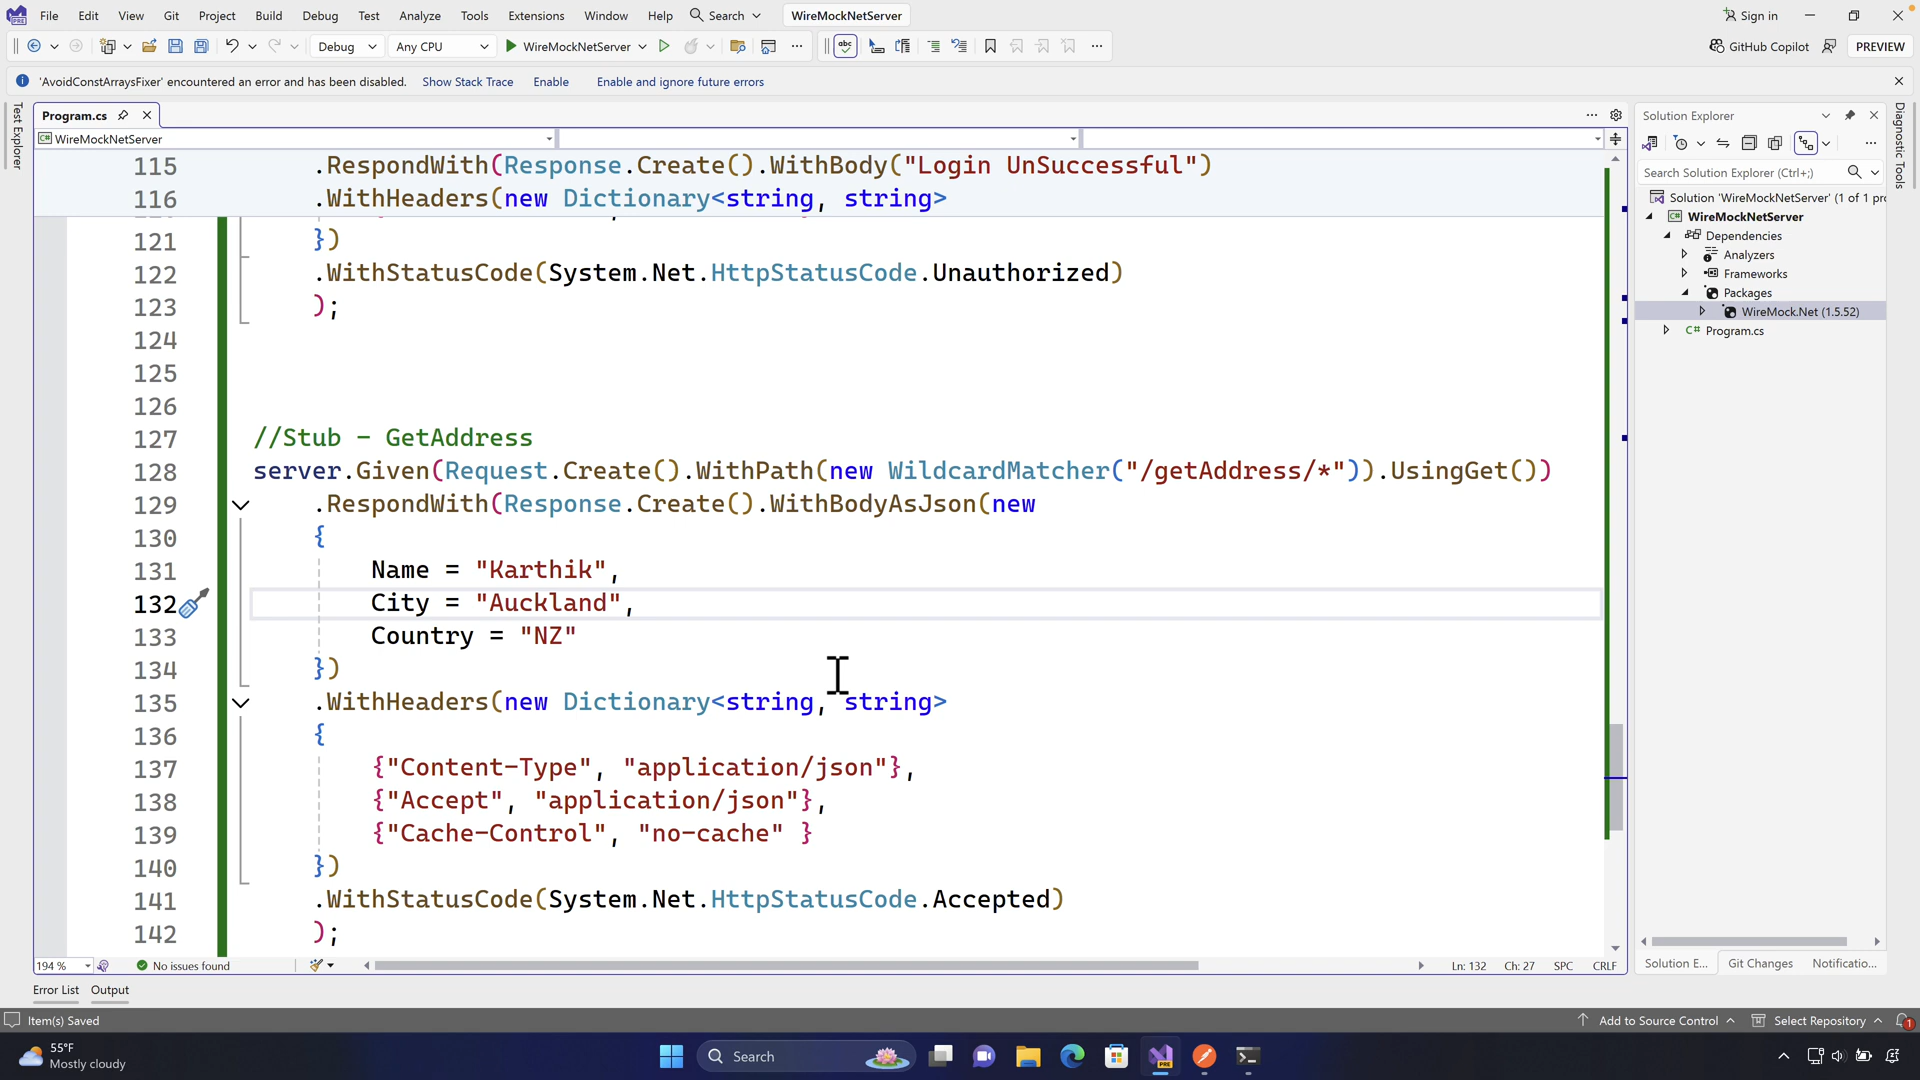 File Edit View Git Project Build Debug Test Analyze Tools Extensions Window Help Search WireMockNetServer Sign in
Debug Any CPU WireMockNetServer abc GitHub Copilot PREVIEW
'AvoidConstArraysFixer' encountered an error and has been disabled. Show Stack Trace Enable Enable and ignore future errors
Test Explorer
Program.cs
WireMockNetServer
115 .RespondWith(Response.Create().WithBody("Login UnSuccessful")
116 .WithHeaders(new Dictionary<string, string>
121 })
122 .WithStatusCode(System.Net.HttpStatusCode.Unauthorized)
123 );
124
125
126
127 //Stub - GetAddress
128 server.Given(Request.Create().WithPath(new WildcardMatcher("/getAddress/*")).UsingGet())
129 .RespondWith(Response.Create().WithBodyAsJson(new
130 {
131 Name = "Karthik",
132 City = "Auckland",
133 Country = "NZ"
134 })
135 .WithHeaders(new Dictionary<string, string>
136 {
137 {"Content-Type", "application/json"},
138 {"Accept", "application/json"},
139 {"Cache-Control", "no-cache" }
140 })
141 .WithStatusCode(System.Net.HttpStatusCode.Accepted)
142 );
194 % No issues found Ln: 132 Ch: 27 SPC CRLF
Solution Explorer
Search Solution Explorer (Ctrl+;)
Solution 'WireMockNetServer' (1 of 1 pr
WireMockNetServer
Dependencies
Analyzers
Frameworks
Packages
WireMock.Net (1.5.52)
C# Program.cs
Solution E... Git Changes Notificatio...
Diagnostic Tools
Error List Output
Item(s) Saved Add to Source Control Select Repository 1
55°F
Mostly cloudy
Search
PRE